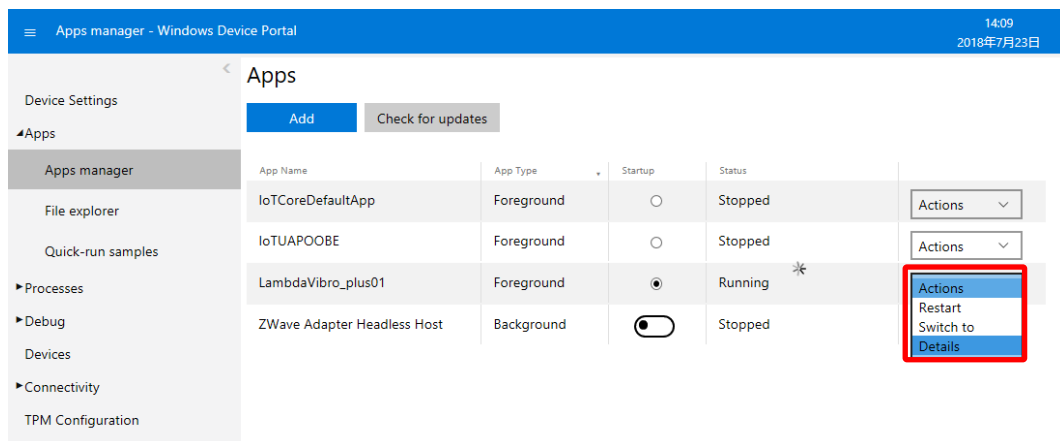 Apps manager - Windows Device Portal
14:09
2018年7月23日
Device Settings
Apps
Apps manager
File explorer
Quick-run samples
Processes
Debug
Devices
Connectivity
TPM Configuration
Apps
Add Check for updates
App Name App Type Startup Status
IoTCoreDefaultApp Foreground Stopped Actions
IoTUAPOOBE Foreground Stopped Actions
LambdaVibro_plus01 Foreground Running Actions
Restart
Switch to
Details
ZWave Adapter Headless Host Background Stopped